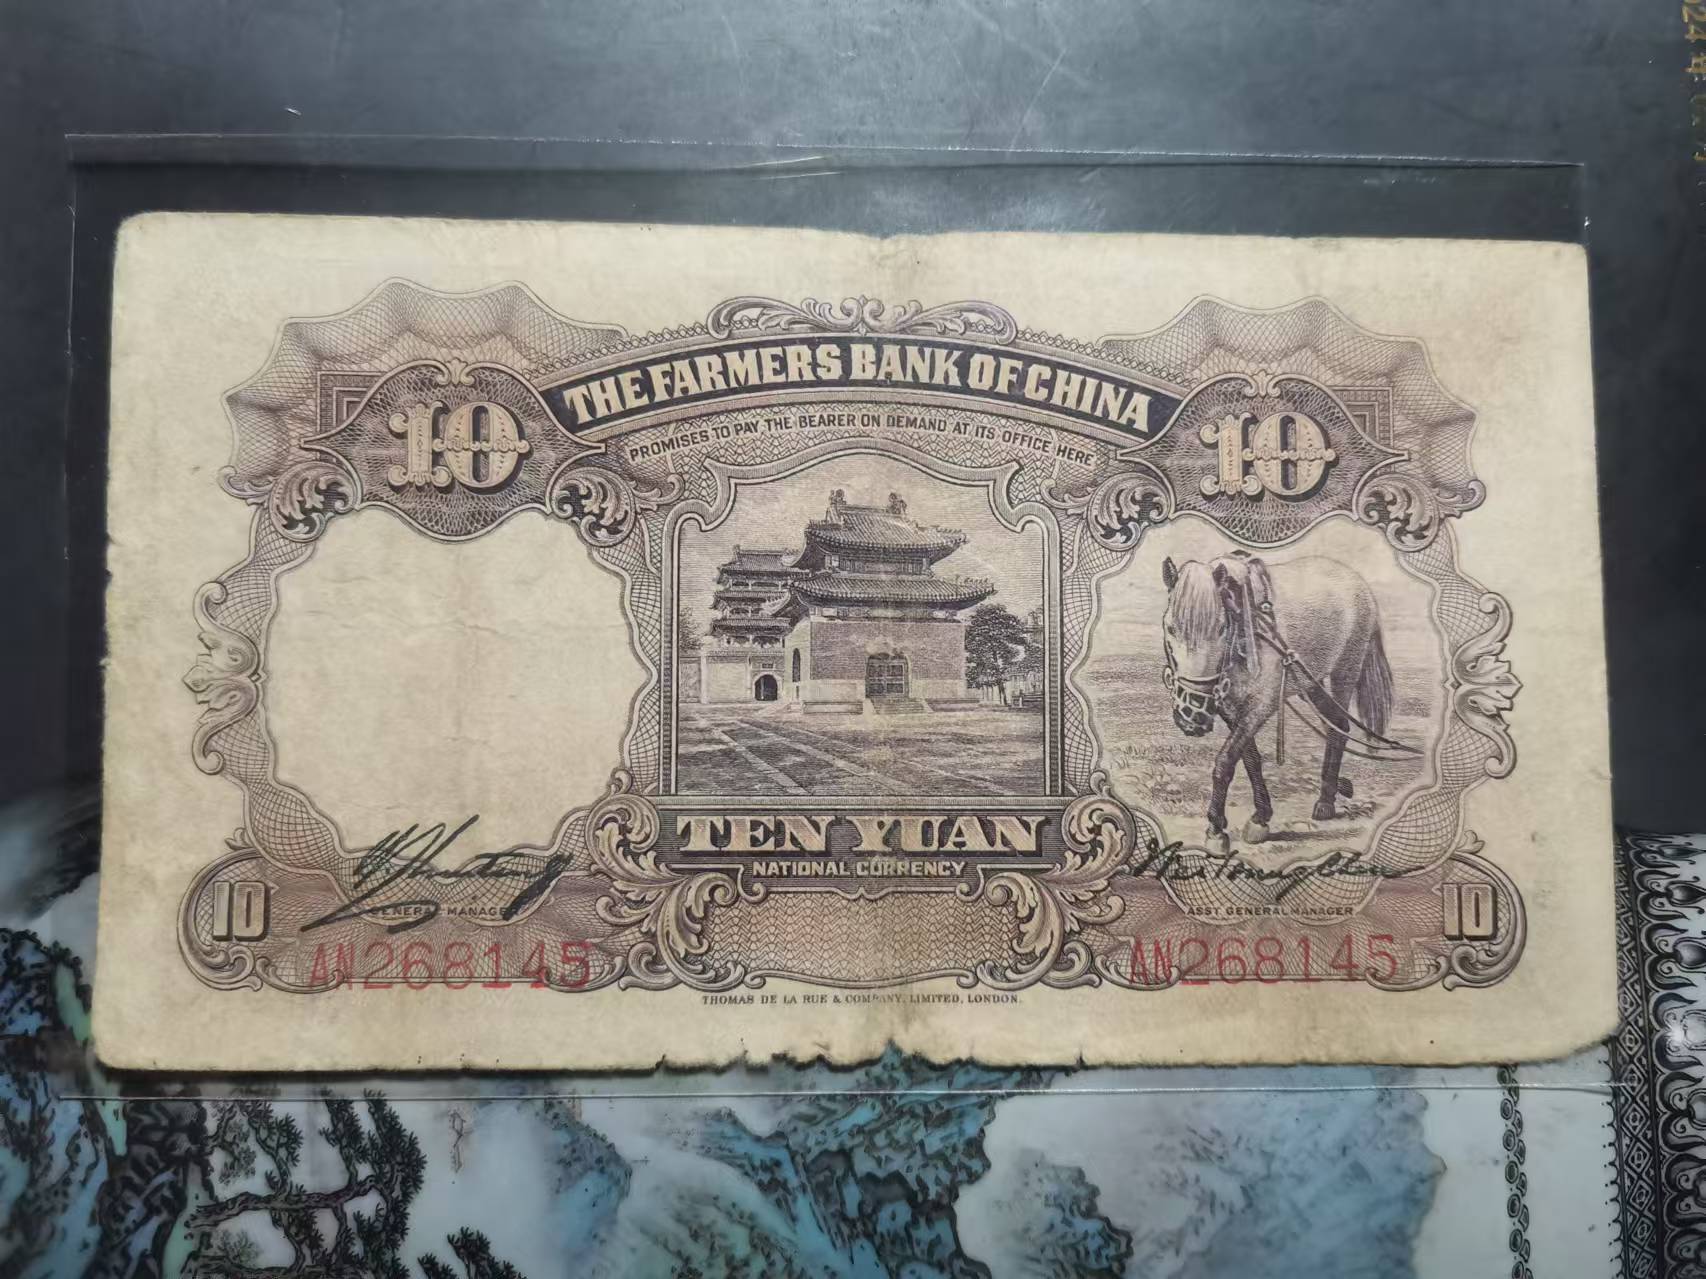 THE FARMERS BANK OF CHINA
PROMISES TO PAY THE BEARER ON DEMAND AT ITS OFFICE HERE
10
10
TEN YUAN
NATIONAL CURRENCY
GENERAL MANAGER
ASST GENERAL MANAGER
10
10
AN268145
AN268145
THOMAS DE LA RUE & COMPANY, LIMITED, LONDON.